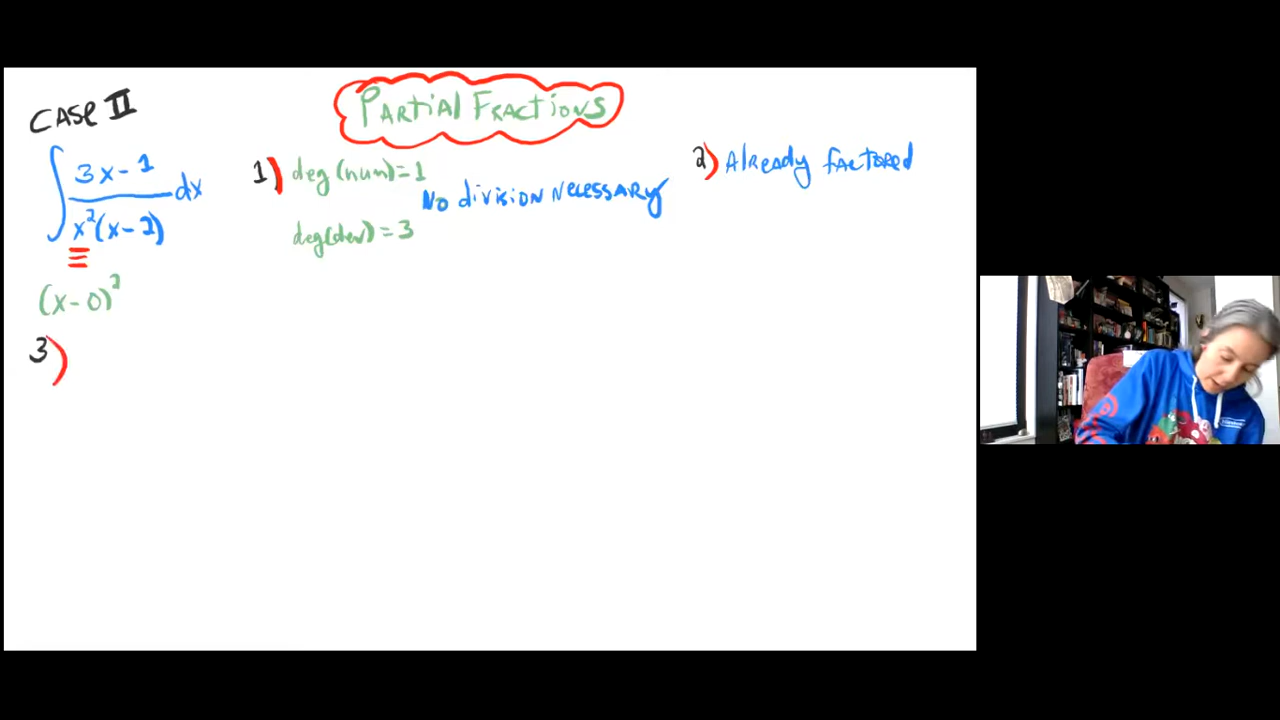 Partial Fractions
CASE II
∫ 3x-1 / x²(x-1) dx
(x-0)²
1) deg(num)=1
deg(den)=3
No division necessary
2) Already factored
3)